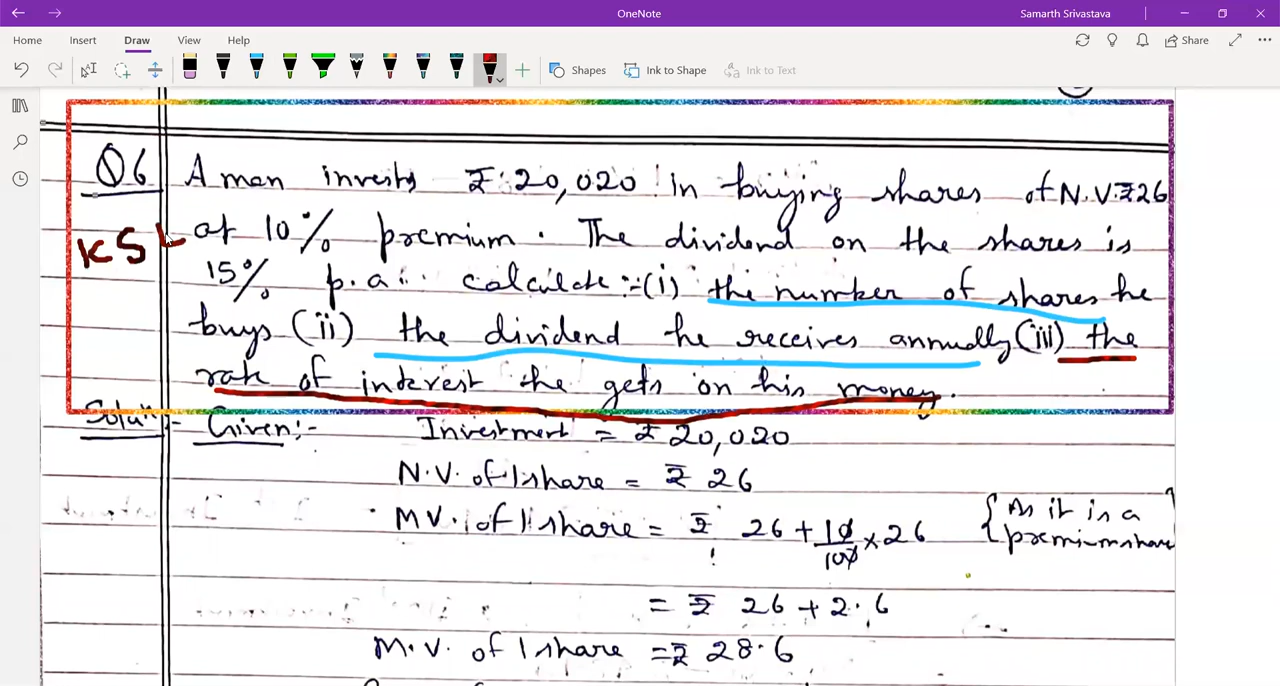 OneNote
Samarth Srivastava
Home Insert Draw View Help
Share
Shapes Ink to Shape Ink to Text
Q6 A man invests ₹ 20,020 in buying shares of N.V. ₹26
KSL at 10% premium. The dividend on the shares is
15% p.a. calculate :- (i) the number of shares he
buys (ii) the dividend he receives annually (iii) the
rate of interest the gets on his money.
Solutn :- Given:- Investment = ₹ 20,020
N.V. of 1 share = ₹ 26
M.V. of 1 share = ₹ 26 + 10/100 × 26 {As it is a
premium share
= ₹ 26 + 2.6
M.V. of 1 share = ₹ 28.6